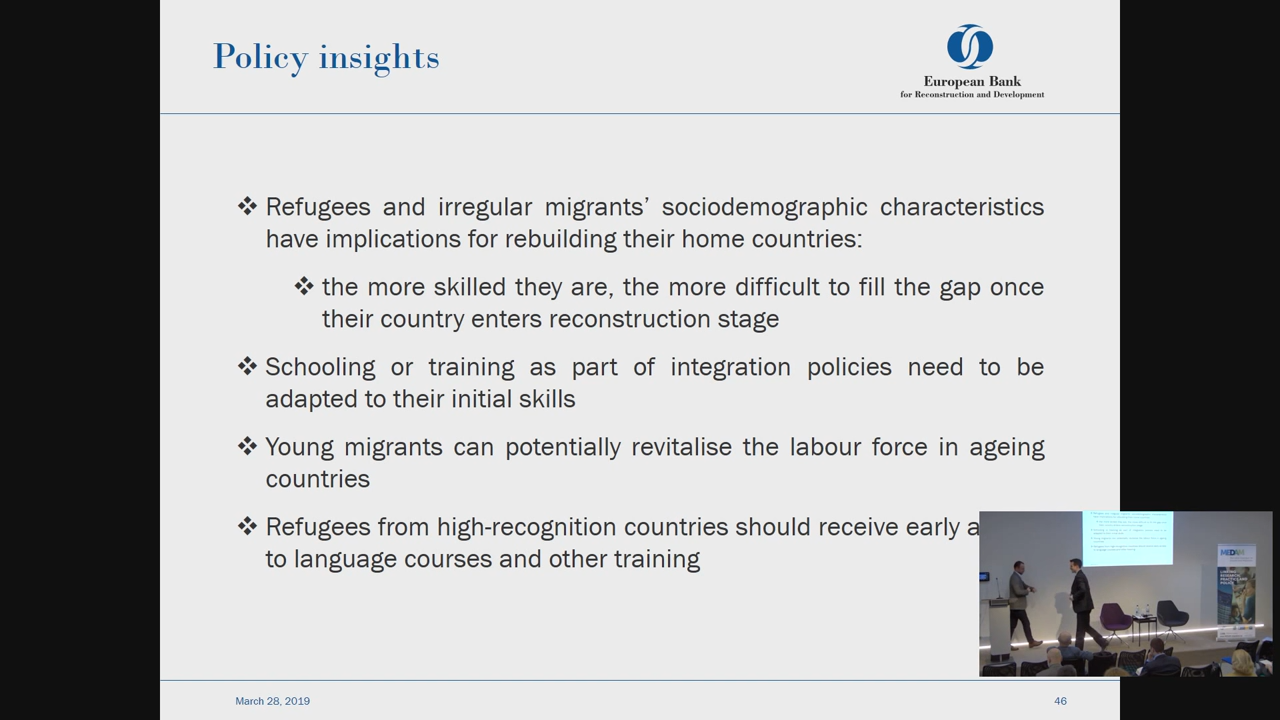 Policy insights
European Bank
for Reconstruction and Development
❖ Refugees and irregular migrants’ sociodemographic characteristics
have implications for rebuilding their home countries:
❖ the more skilled they are, the more difficult to fill the gap once
their country enters reconstruction stage
❖ Schooling or training as part of integration policies need to be
adapted to their initial skills
❖ Young migrants can potentially revitalise the labour force in ageing
countries
❖ Refugees from high-recognition countries should receive early
to language courses and other training
MEDAM
March 28, 2019
46